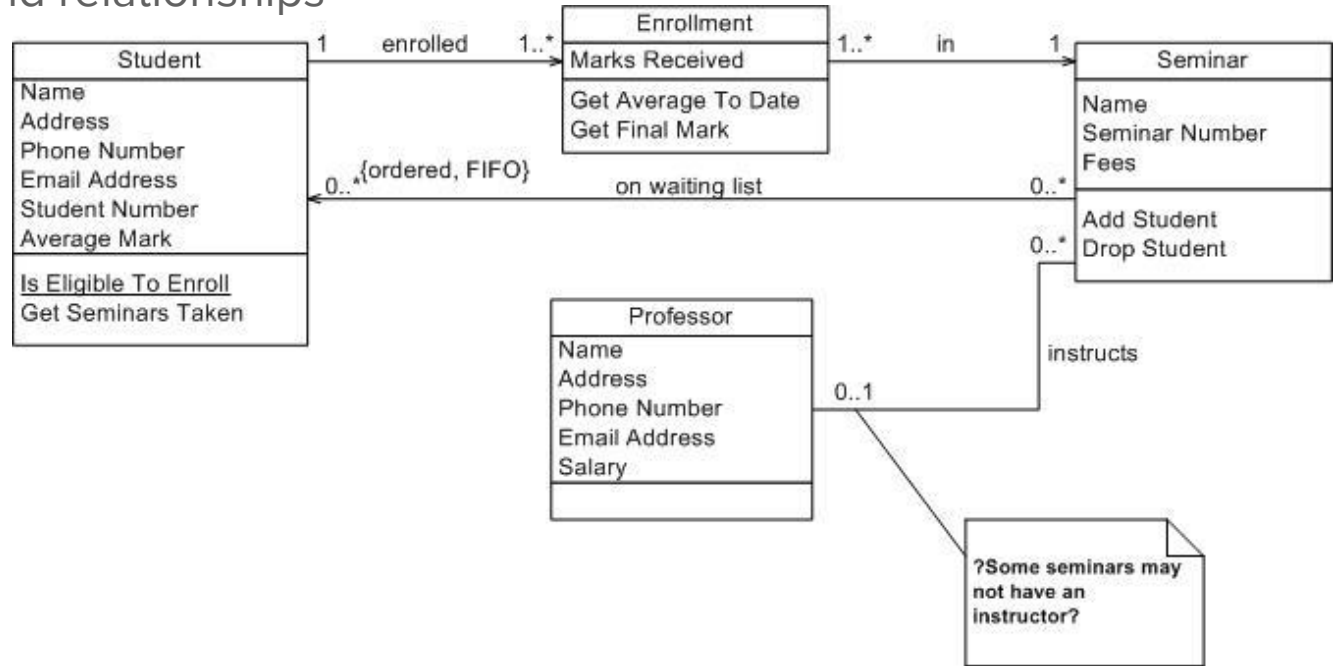 nd relationships
Student
Name
Address
Phone Number
Email Address
Student Number
Average Mark
Is Eligible To Enroll
Get Seminars Taken
1 enrolled 1..*
Enrollment
Marks Received
Get Average To Date
Get Final Mark
1..* in 1
Seminar
Name
Seminar Number
Fees
Add Student
Drop Student
0..* {ordered, FIFO} on waiting list 0..*
0..*
instructs
0..1
Professor
Name
Address
Phone Number
Email Address
Salary
?Some seminars may
not have an
instructor?